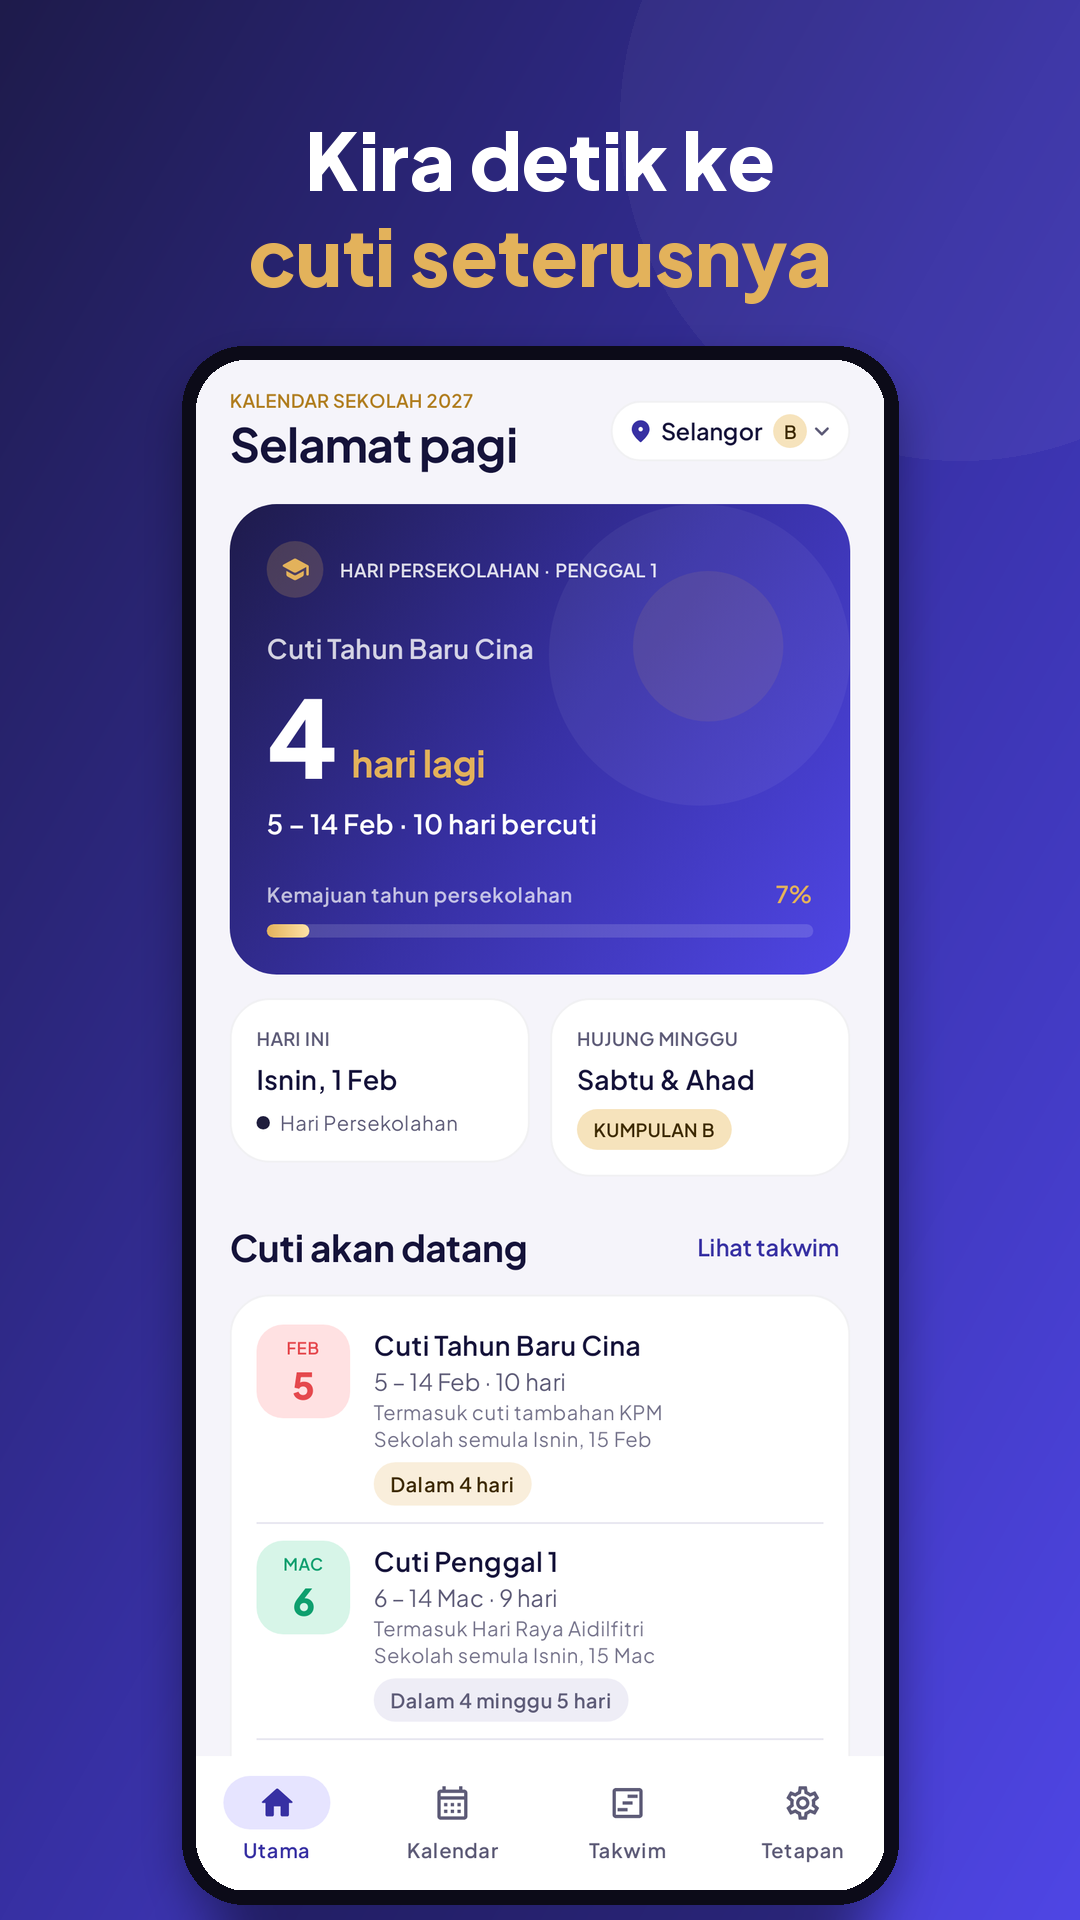 Kira detik ke
cuti seterusnya
KALENDAR SEKOLAH 2027
Selamat pagi
Selangor B
HARI PERSEKOLAHAN · PENGGAL 1
Cuti Tahun Baru Cina
4 hari lagi
5 – 14 Feb · 10 hari bercuti
Kemajuan tahun persekolahan 7%
HARI INI
Isnin, 1 Feb
Hari Persekolahan
HUJUNG MINGGU
Sabtu & Ahad
KUMPULAN B
Cuti akan datang
Lihat takwim
FEB
5
Cuti Tahun Baru Cina
5 – 14 Feb · 10 hari
Termasuk cuti tambahan KPM
Sekolah semula Isnin, 15 Feb
Dalam 4 hari
MAC
6
Cuti Penggal 1
6 – 14 Mac · 9 hari
Termasuk Hari Raya Aidilfitri
Sekolah semula Isnin, 15 Mac
Dalam 4 minggu 5 hari
Utama
Kalendar
Takwim
Tetapan